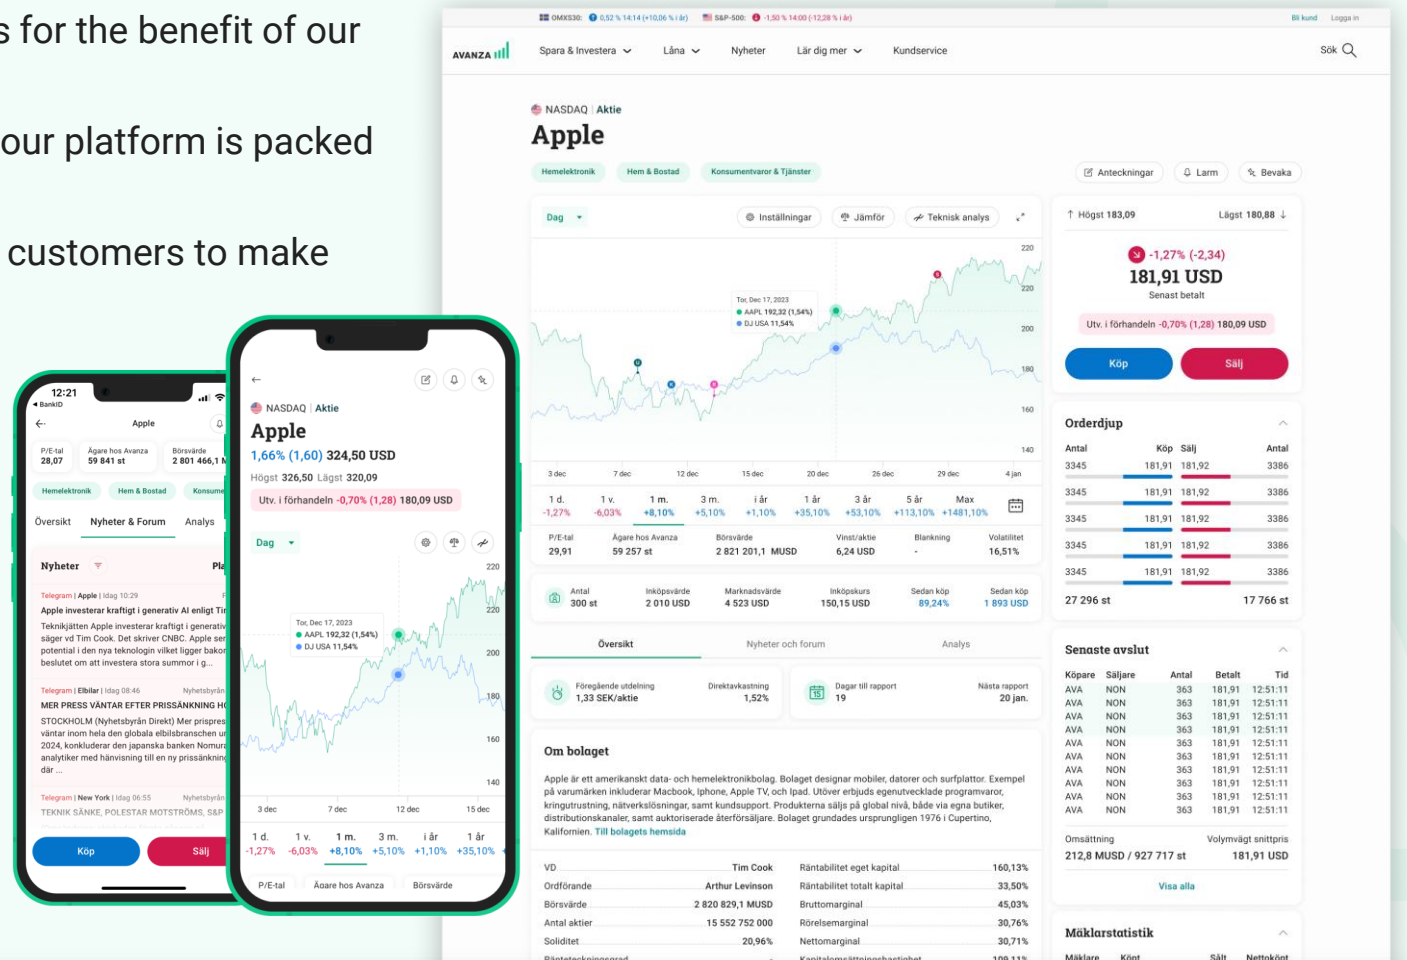 s for the benefit of our
our platform is packed
customers to make
12:21
BankID
Apple
P/E-tal
28,07
Ägare hos Avanza
59 841 st
Börsvärde
2 801 466,1
Hemelektronik
Hem & Bostad
Översikt
Nyheter & Forum
Analys
Nyheter
Telegram | Apple | Idag 10:29
Apple investerar kraftigt i generativ AI enligt
Teknikjätten Apple investerar kraftigt i
säger vd Tim Cook. Det skriver CNBC. Apple
potential i den nya teknologin vilket ligger
beslutet om att investera stora summor i g...
Telegram | Elbilar | Idag 08:46
Nyhetsbyrån
MER PRESS VÄNTAR EFTER PRISSÄNKNING
STOCKHOLM (Nyhetsbyrån Direkt) Mer
väntar inom hela den globala elbilsbranschen
2024, konkluderar den japanska banken
analytiker med hänvisning till en ny
där ...
Telegram | New York | Idag 06:55
Nyhetsbyrån
TEKNIK SÄNKE, POLESTAR MOTSTRÖMS, S&P
Köp
Sälj
NASDAQ | Aktie
Apple
1,66% (1,60) 324,50 USD
Högst 326,50 Lägst 320,09
Utv. i förhandeln -0,70% (1,28) 180,09 USD
Dag
220
Tor, Dec 17, 2023
AAPL 192,32 (1,54%)
DJ USA 11,54%
220
200
180
160
140
3 dec 7 dec 12 dec 15 dec
1 d. 1 v. 1 m. 3 m. i år 1 år
-1,27% -6,03% +8,10% +5,10% +1,10% +35,10%
P/E-tal
Ägare hos Avanza
Börsvärde
OMXS30: 0,52 % 14:14 (+10,06 % i år)
S&P-500: -1,50 % 14:00 (-12,28 % i år)
Bli kund
Logga in
AVANZA
Spara & Investera
Låna
Nyheter
Lär dig mer
Kundservice
Sök
NASDAQ | Aktie
Apple
Hemelektronik
Hem & Bostad
Konsumentvaror & Tjänster
Anteckningar
Larm
Bevaka
Dag
Inställningar
Jämför
Teknisk analys
220
220
Tor, Dec 17, 2023
AAPL 192,32 (1,54%)
DJ USA 11,54%
200
180
160
140
3 dec 7 dec 12 dec 15 dec 20 dec 26 dec 29 dec 4 jan
1 d. 1 v. 1 m. 3 m. i år 1 år 3 år 5 år Max
-1,27% -6,03% +8,10% +5,10% +1,10% +35,10% +53,10% +113,10% +1481,10%
P/E-tal Ägare hos Avanza Börsvärde Vinst/aktie Blankning Volatilitet
29,91 59 257 st 2 821 201,1 MUSD 6,24 USD - 16,51%
Antal Inköpsvärde Marknadsvärde Inköpskurs Sedan köp Sedan köp
300 st 2 010 USD 4 523 USD 150,15 USD 89,24% 1 893 USD
Översikt
Nyheter och forum
Analys
Föregående utdelning Direktavkastning
1,33 SEK/aktie 1,52%
15
Dagar till rapport Nästa rapport
19 20 jan.
Om bolaget
Apple är ett amerikanskt data- och hemelektronikbolag. Bolaget designar mobiler, datorer och surfplattor. Exempel
på varumärken inkluderar Macbook, Iphone, Apple TV, och Ipad. Utöver erbjuds egenutvecklade programvaror,
kringutrustning, nätverkslösningar, samt kundsupport. Produkterna säljs på global nivå, både via egna butiker,
distributionskanaler, samt auktoriserade återförsäljare. Bolaget grundades ursprungligen 1976 i Cupertino,
Kalifornien. Till bolagets hemsida
VD Tim Cook
Ordförande Arthur Levinson
Börsvärde 2 820 829,1 MUSD
Antal aktier 15 552 752 000
Soliditet 20,96%
Ränteteckningsgrad -
Räntabilitet eget kapital 160,13%
Räntabilitet totalt kapital 33,50%
Bruttomarginal 45,03%
Rörelsemarginal 30,76%
Nettomarginal 30,71%
Kapitalomsättningshastighet 109,11%
Högst 183,09
Lägst 180,88
-1,27% (-2,34)
181,91 USD
Senast betalt
Utv. i förhandeln -0,70% (1,28) 180,09 USD
Köp
Sälj
Orderdjup
Antal Köp Sälj Antal
3345 181,91 181,92 3386
3345 181,91 181,92 3386
3345 181,91 181,92 3386
3345 181,91 181,92 3386
3345 181,91 181,92 3386
27 296 st 17 766 st
Senaste avslut
Köpare Säljare Antal Betalt Tid
AVA NON 363 181,91 12:51:11
AVA NON 363 181,91 12:51:11
AVA NON 363 181,91 12:51:11
AVA NON 363 181,91 12:51:11
AVA NON 363 181,91 12:51:11
AVA NON 363 181,91 12:51:11
AVA NON 363 181,91 12:51:11
AVA NON 363 181,91 12:51:11
AVA NON 363 181,91 12:51:11
AVA NON 363 181,91 12:51:11
Omsättning Volymvägt snittpris
212,8 MUSD / 927 717 st 181,91 USD
Visa alla
Mäklarstatistik
Mäklare Köpt Sålt Nettoköpt